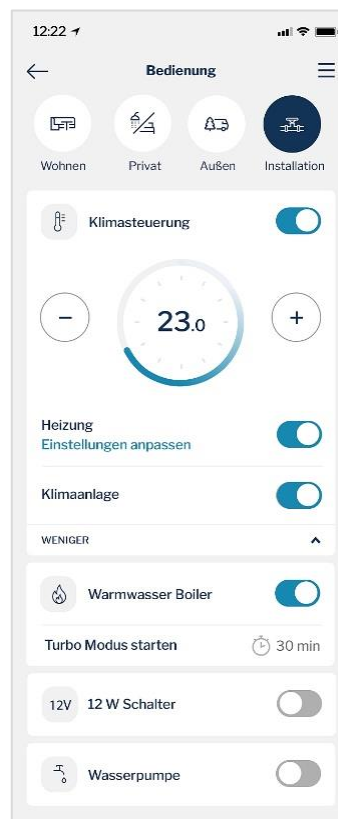 12:22
Bedienung
Wohnen Privat Außen Installation
Klimasteuerung
23.0
Heizung
Einstellungen anpassen
Klimaanlage
WENIGER
Warmwasser Boiler
Turbo Modus starten 30 min
12V 12 W Schalter
Wasserpumpe